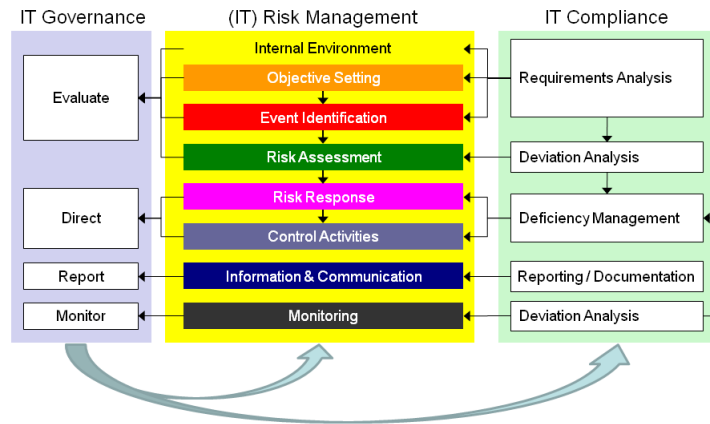 IT Governance
(IT) Risk Management
IT Compliance
Evaluate
Direct
Report
Monitor
Internal Environment
Objective Setting
Event Identification
Risk Assessment
Risk Response
Control Activities
Information & Communication
Monitoring
Requirements Analysis
Deviation Analysis
Deficiency Management
Reporting / Documentation
Deviation Analysis